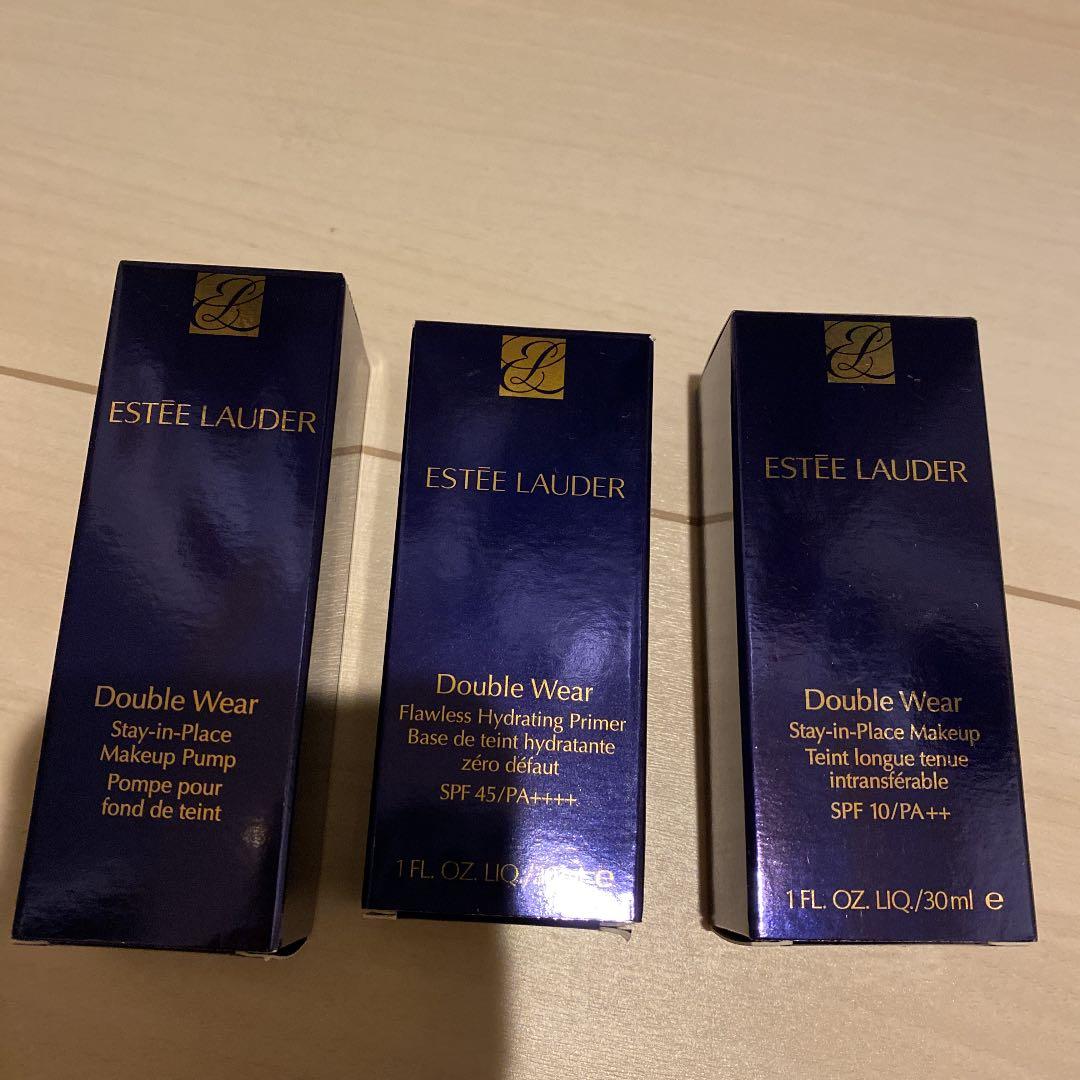 ESTĒE LAUDER
Double Wear
Stay-in-Place
Makeup Pump
Pompe pour
fond de teint
ESTĒE LAUDER
Double Wear
Flawless Hydrating Primer
Base de teint hydratante
zéro défaut
SPF 45/PA++++
1 FL. OZ. LIQ./ e
ESTĒE LAUDER
Double Wear
Stay-in-Place Makeup
Teint longue tenue
intransférable
SPF 10/PA++
1 FL. OZ. LIQ./30 ml e